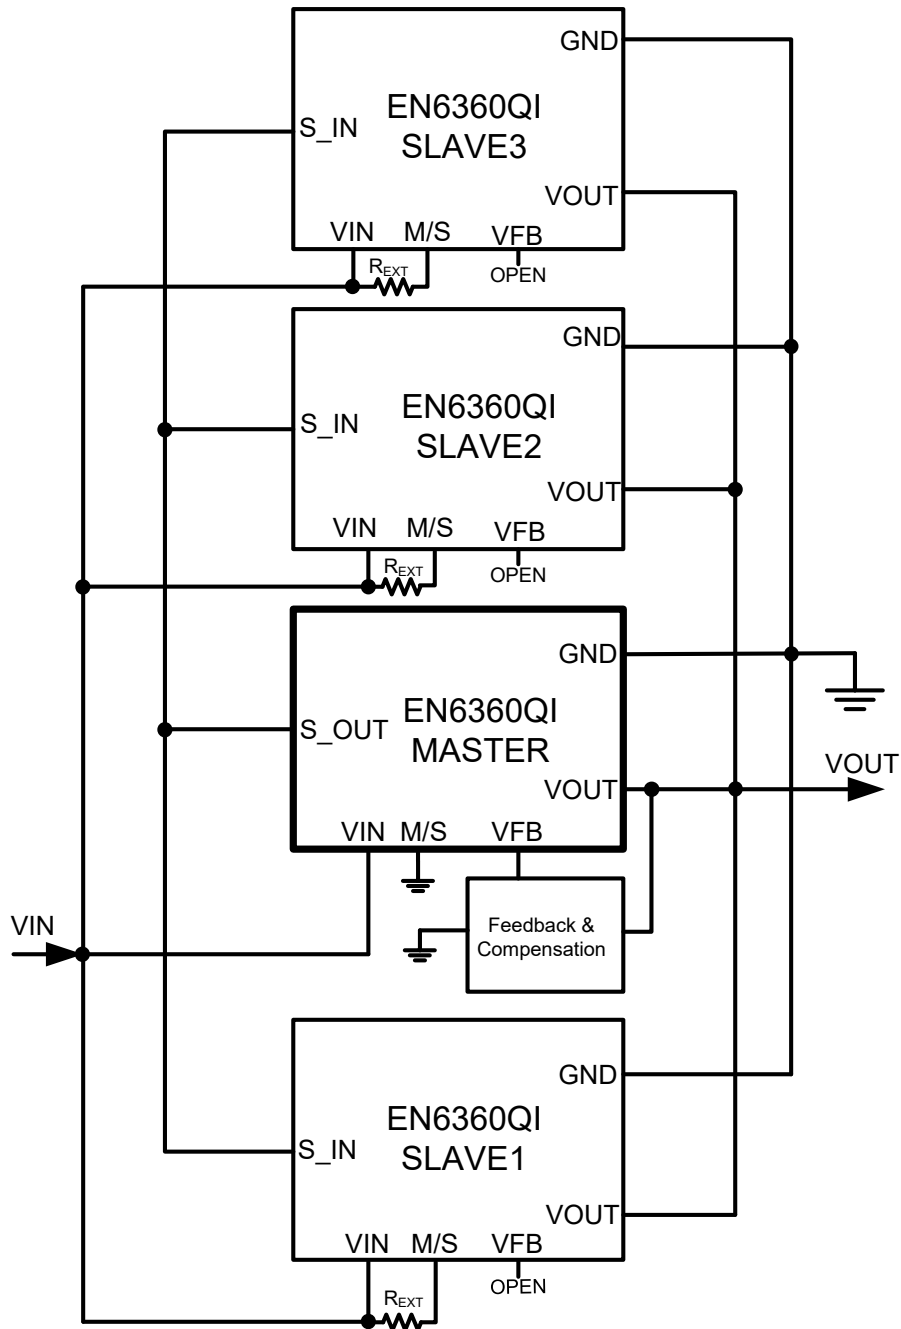 GND
EN6360QI
SLAVE3
S_IN
VOUT
VIN M/S VFB
REXT
OPEN
GND
EN6360QI
SLAVE2
S_IN
VOUT
VIN M/S VFB
REXT
OPEN
GND
EN6360QI
MASTER
S_OUT
VOUT
VOUT
VIN M/S VFB
VIN
Feedback &
Compensation
GND
EN6360QI
SLAVE1
S_IN
VOUT
VIN M/S VFB
REXT
OPEN